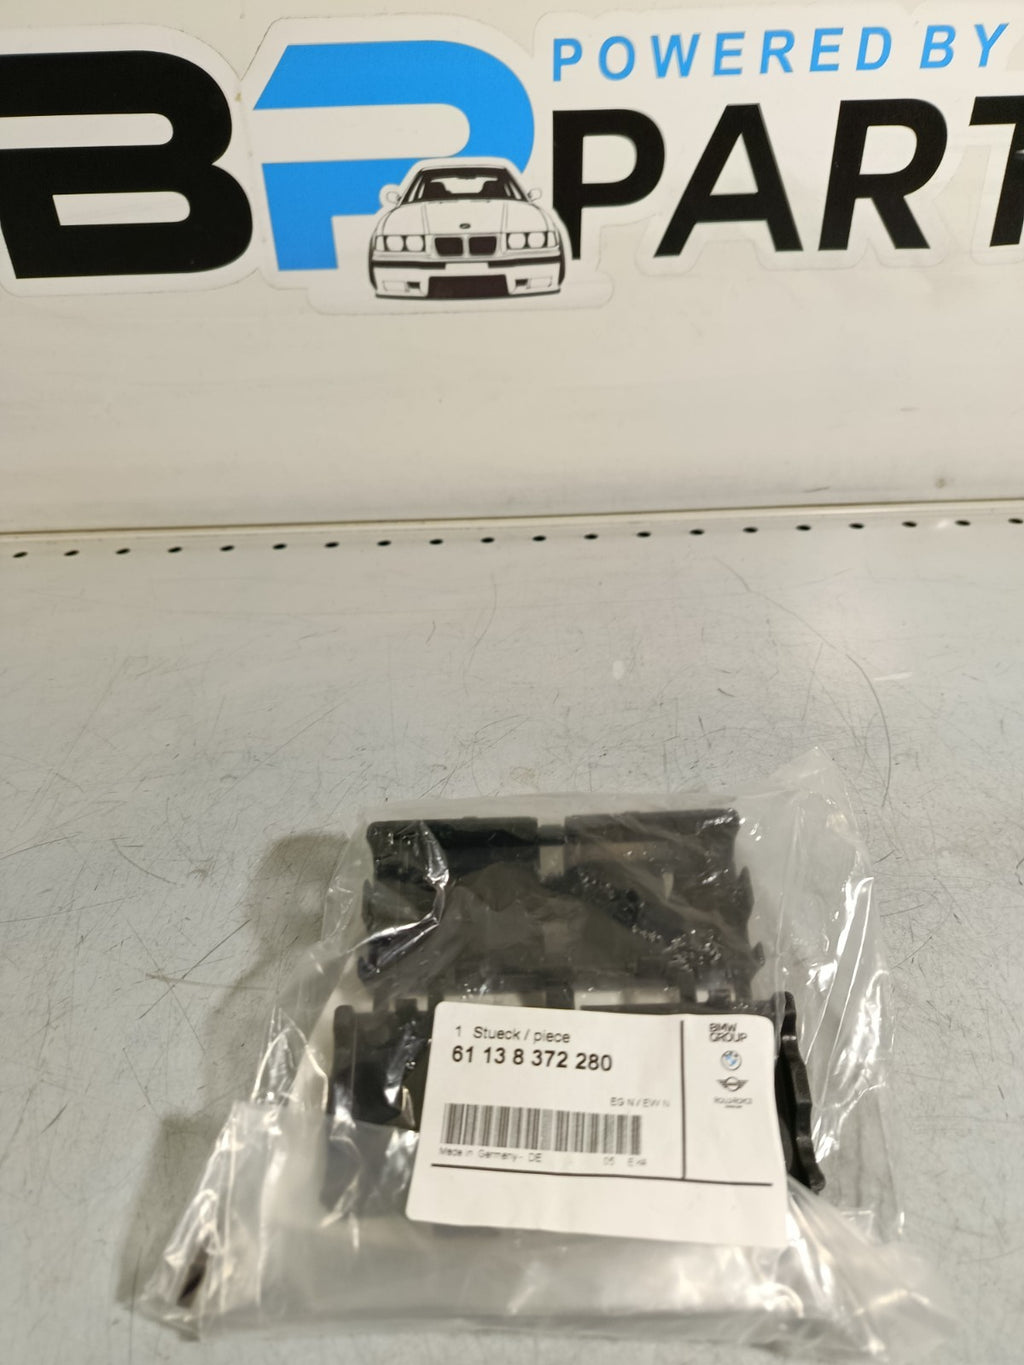 POWERED BY
B PART
1 Stueck / piece
61 13 8 372 280
EG N / EW N
Made in Germany - DE 05
BMW
GROUP